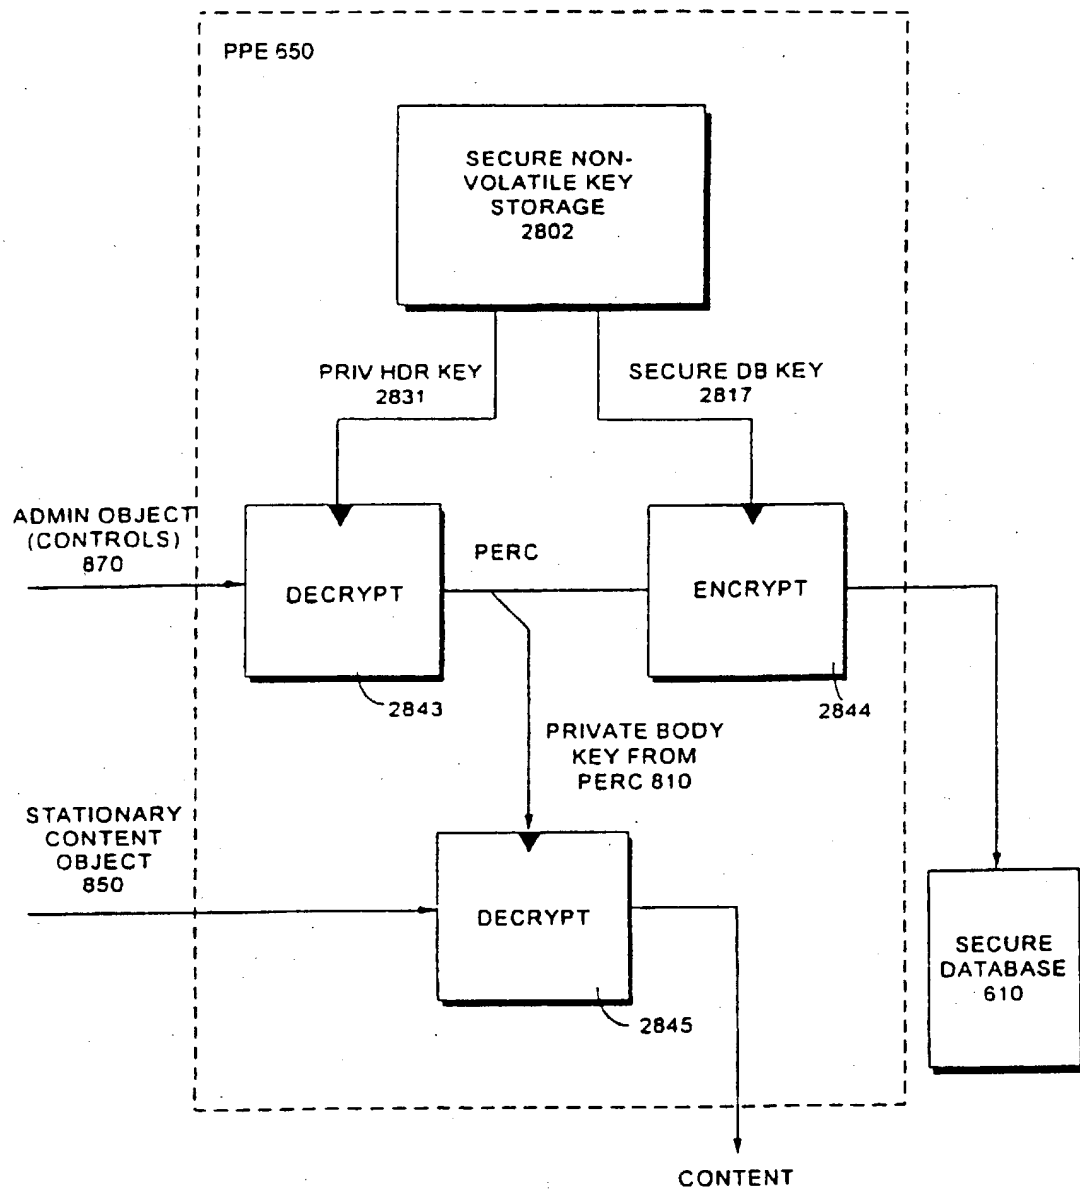 PPE 650
SECURE NON-
VOLATILE KEY
STORAGE
2802
PRIV HDR KEY
2831
SECURE DB KEY
2817
ADMIN OBJECT
(CONTROLS)
870
DECRYPT
PERC
ENCRYPT
2843
2844
PRIVATE BODY
KEY FROM
PERC 810
STATIONARY
CONTENT
OBJECT
850
DECRYPT
2845
SECURE
DATABASE
610
CONTENT